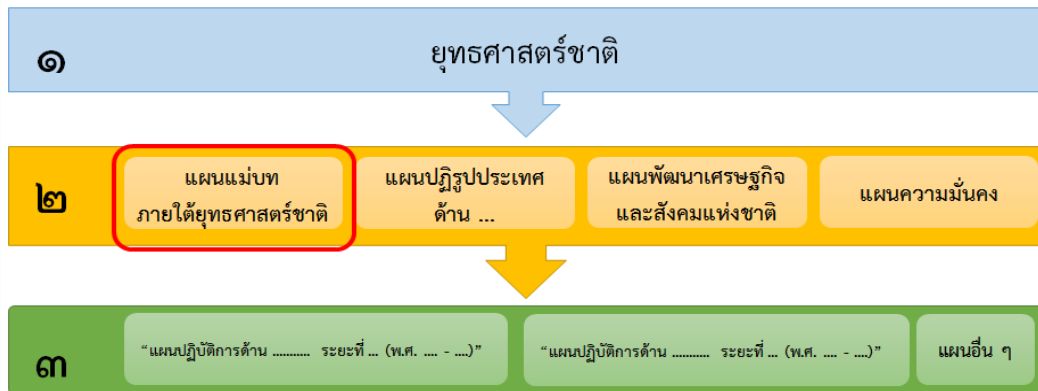 ๑
ยุทธศาสตร์ชาติ
๒
แผนแม่บท
ภายใต้ยุทธศาสตร์ชาติ
แผนปฏิรูปประเทศ
ด้าน ...
แผนพัฒนาเศรษฐกิจ
และสังคมแห่งชาติ
แผนความมั่นคง
๓
“แผนปฏิบัติการด้าน ........... ระยะที่ ... (พ.ศ. .... - ....)”
“แผนปฏิบัติการด้าน ........... ระยะที่ ... (พ.ศ. .... - ....)”
แผนอื่น ๆ